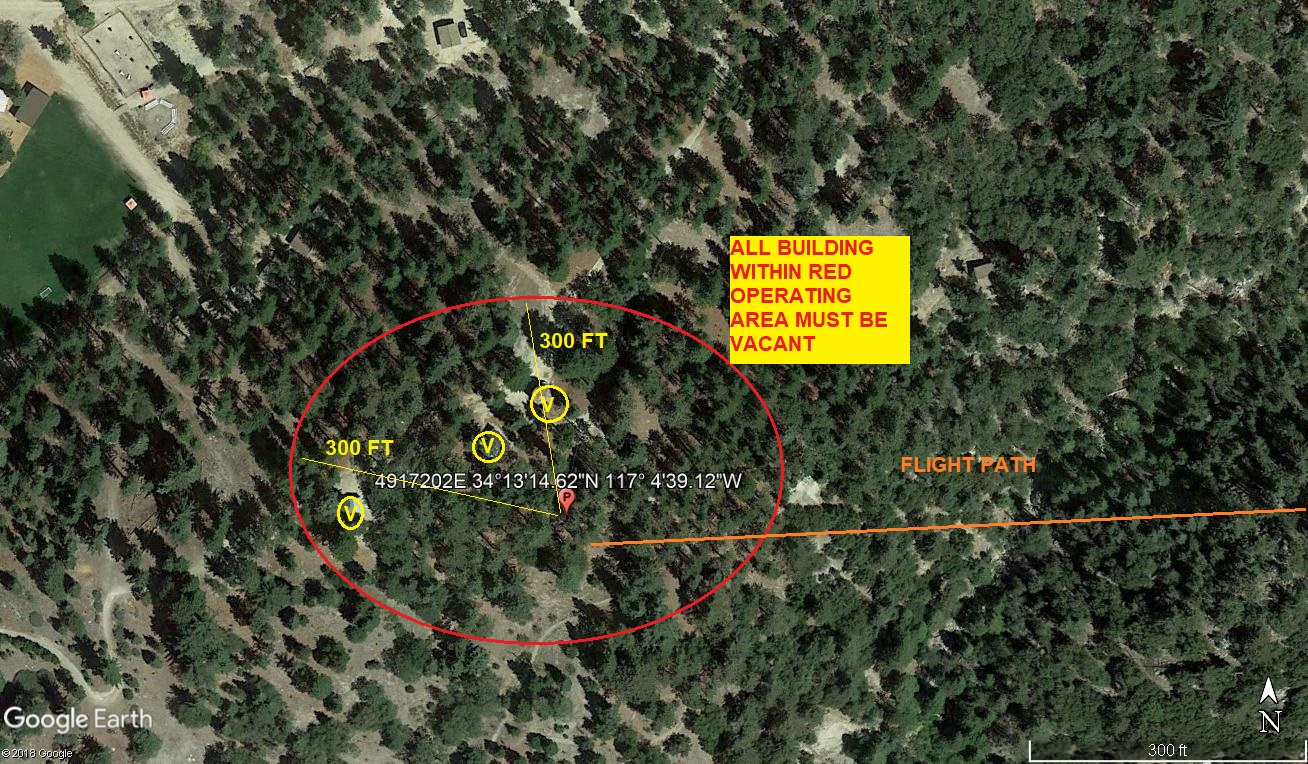 ALL BUILDING
WITHIN RED
OPERATING
AREA MUST BE
VACANT
300 FT
V
300 FT
V
FLIGHT PATH
4917202E 34°13'14.62"N 117° 4'39.12"W
P
V
Google Earth
N
© 2018 Google
300 ft